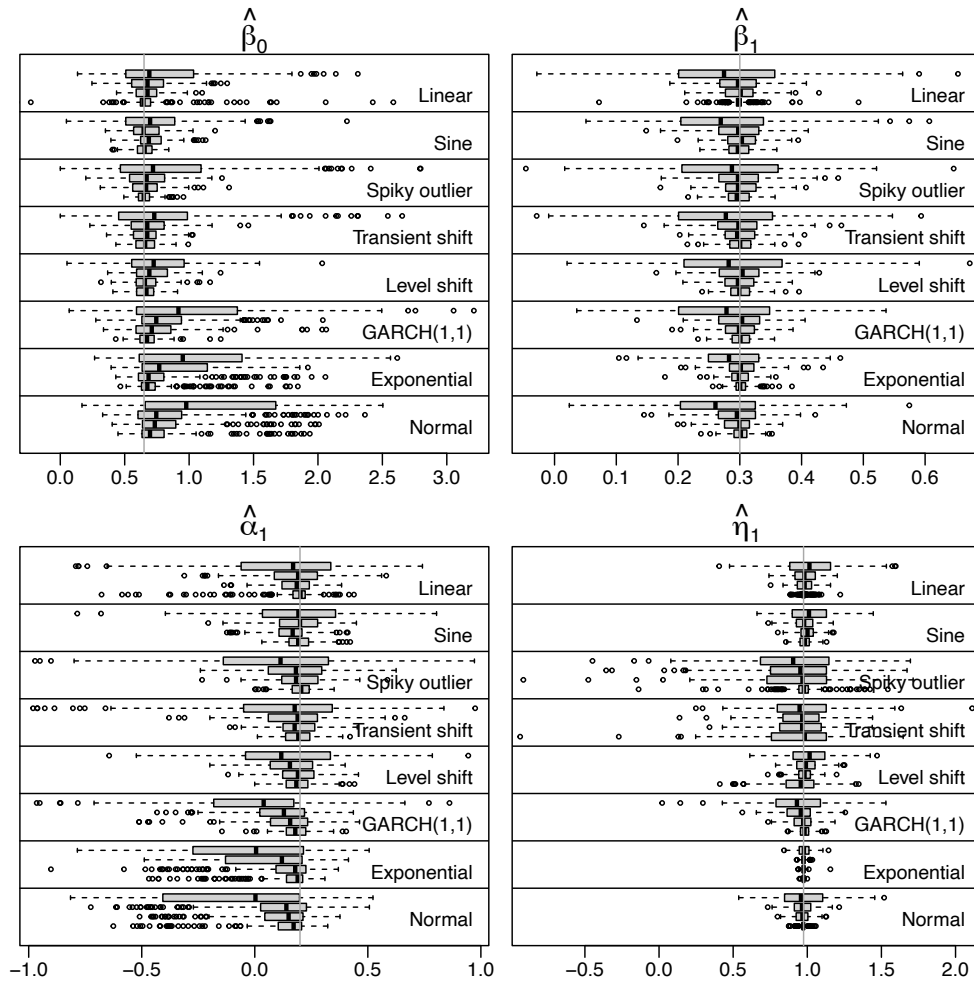 β̂₀
Linear
Sine
Spiky outlier
Transient shift
Level shift
GARCH(1,1)
Exponential
Normal
0.0 0.5 1.0 1.5 2.0 2.5 3.0
β̂₁
Linear
Sine
Spiky outlier
Transient shift
Level shift
GARCH(1,1)
Exponential
Normal
0.0 0.1 0.2 0.3 0.4 0.5 0.6
α̂₁
Linear
Sine
Spiky outlier
Transient shift
Level shift
GARCH(1,1)
Exponential
Normal
−1.0 −0.5 0.0 0.5 1.0
η̂₁
Linear
Sine
Spiky outlier
Transient shift
Level shift
GARCH(1,1)
Exponential
Normal
−0.5 0.0 0.5 1.0 1.5 2.0